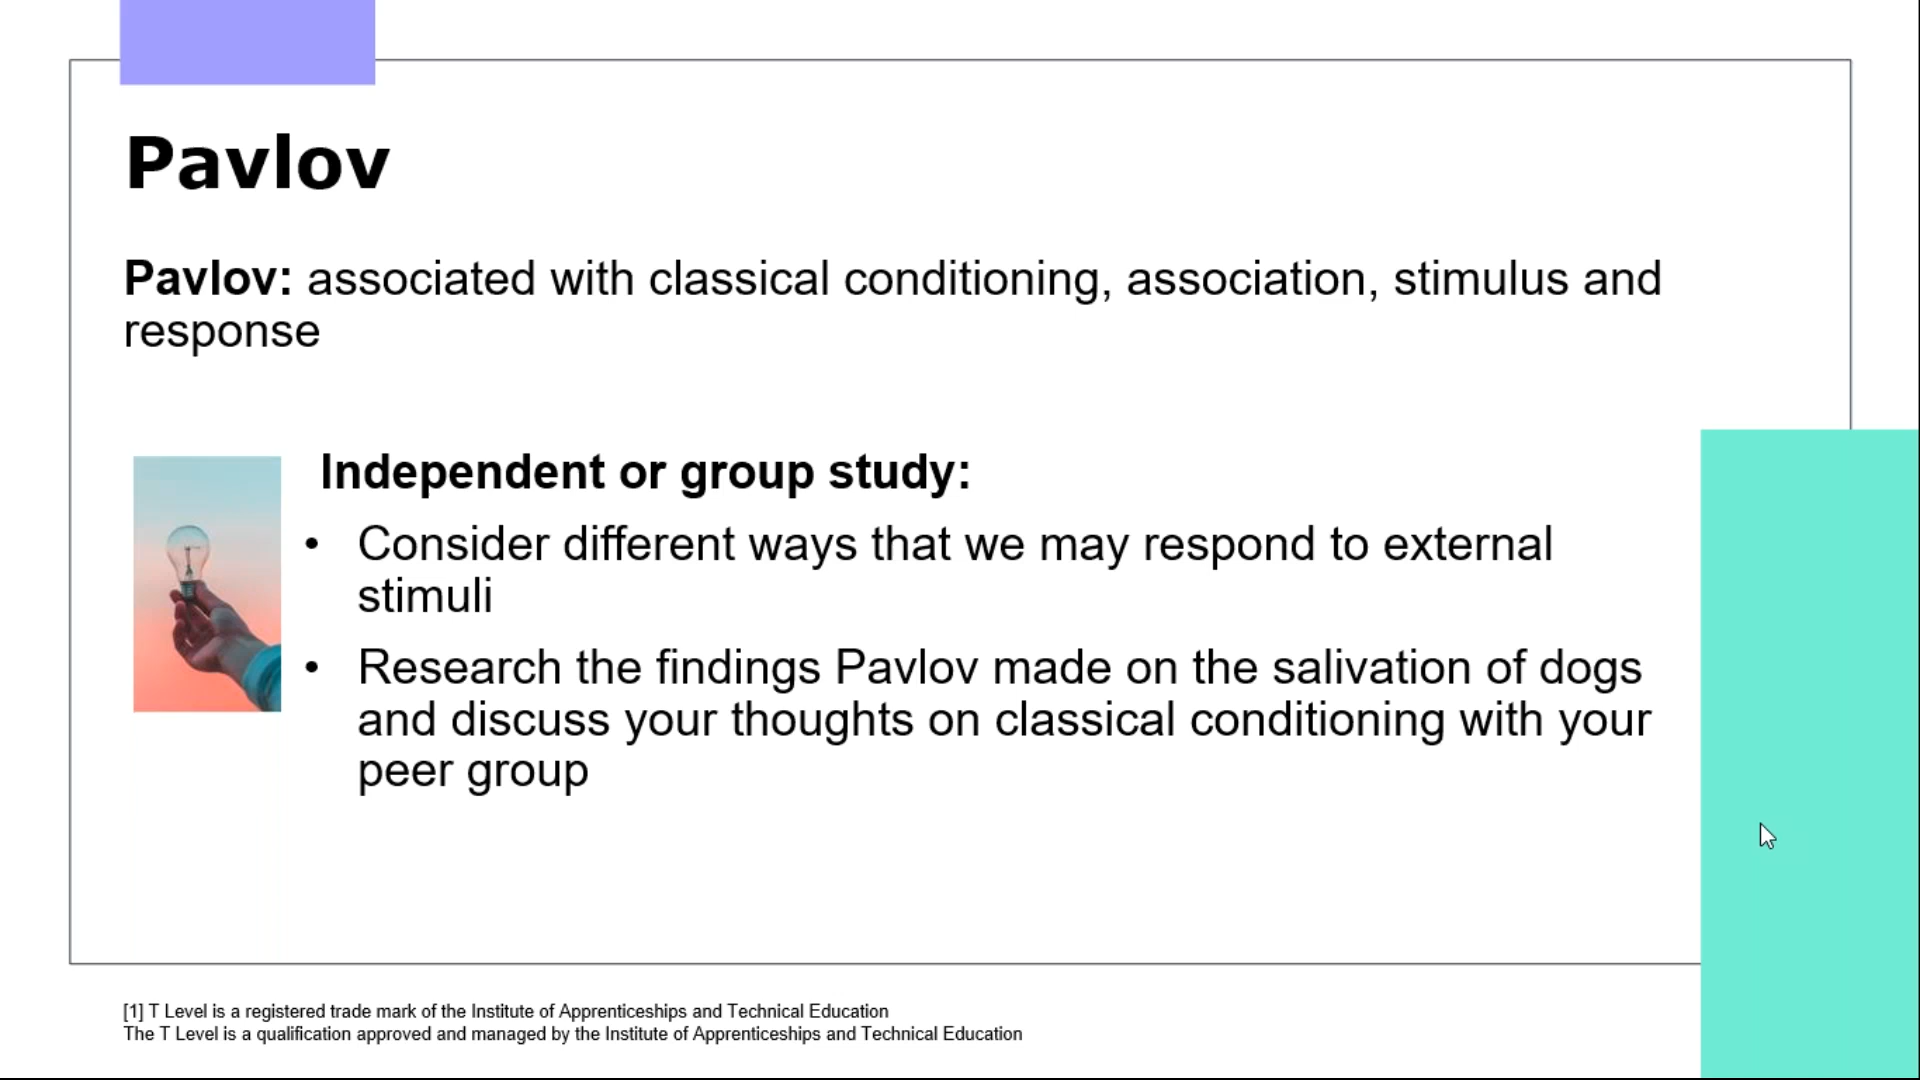 Pavlov
Pavlov: associated with classical conditioning, association, stimulus and
response
Independent or group study:
• Consider different ways that we may respond to external
stimuli
• Research the findings Pavlov made on the salivation of dogs
and discuss your thoughts on classical conditioning with your
peer group
[1] T Level is a registered trade mark of the Institute of Apprenticeships and Technical Education
The T Level is a qualification approved and managed by the Institute of Apprenticeships and Technical Education